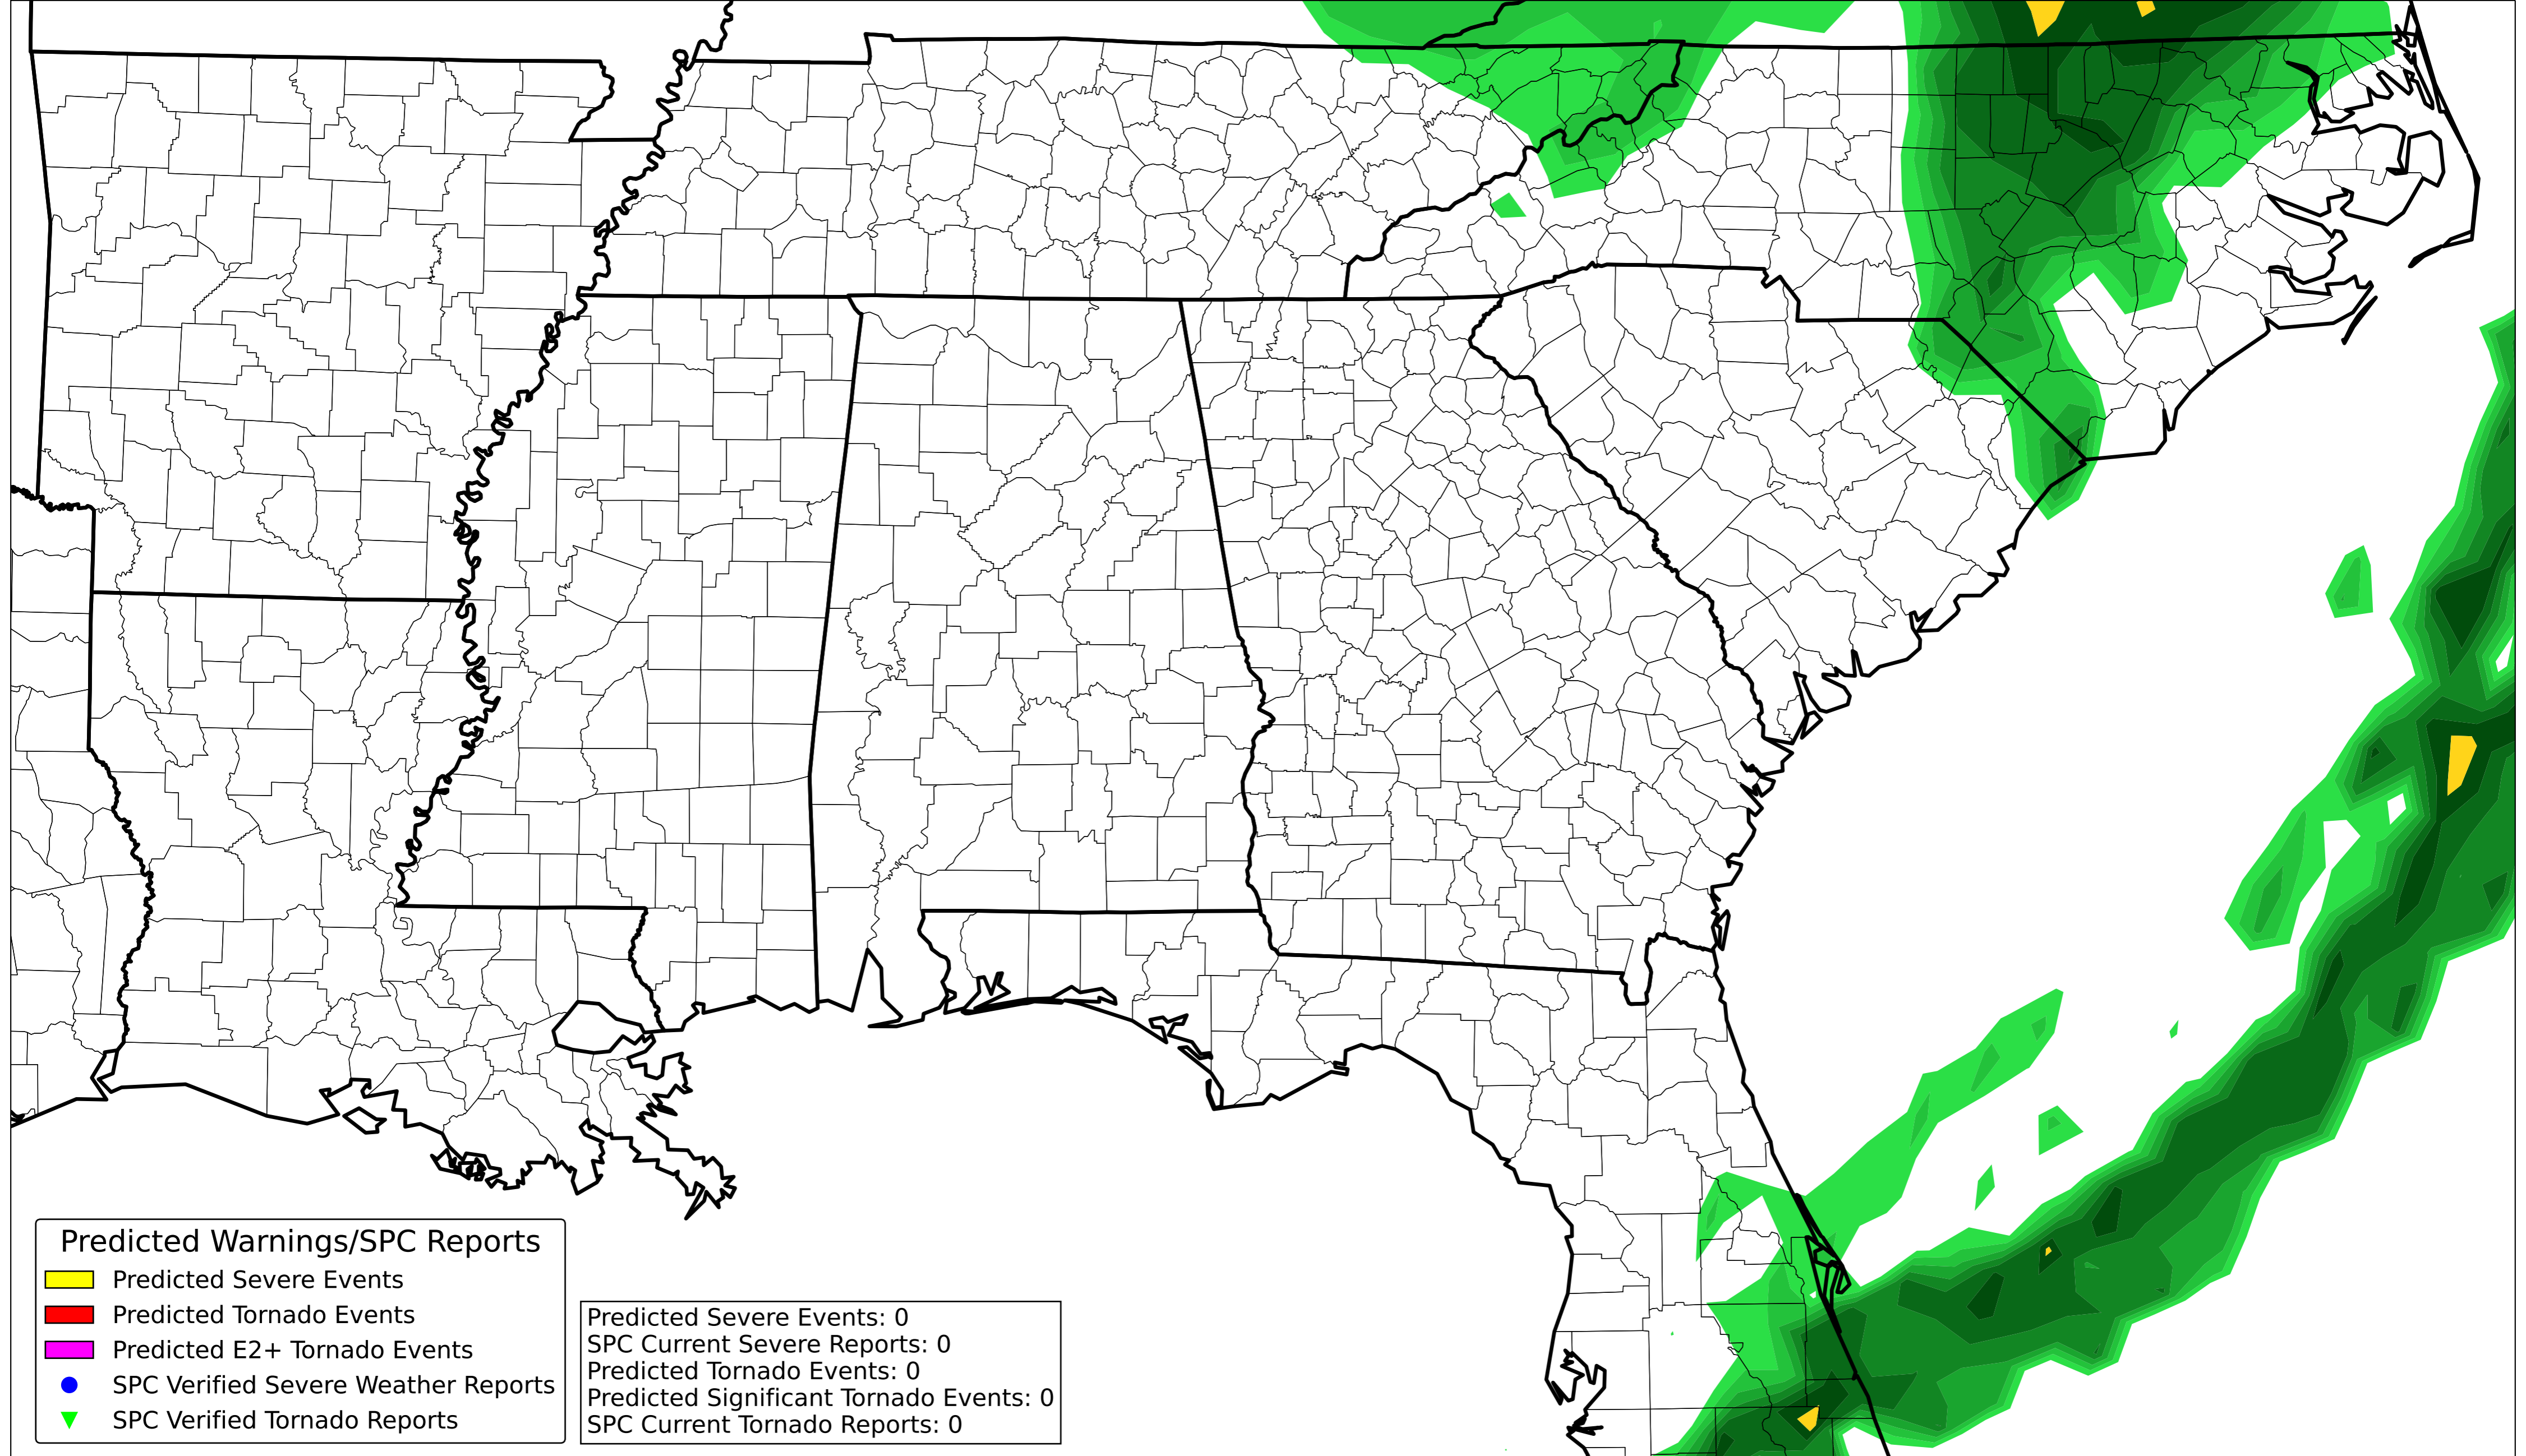 Predicted Warnings/SPC Reports
Predicted Severe Events
Predicted Tornado Events
Predicted E2+ Tornado Events
SPC Verified Severe Weather Reports
SPC Verified Tornado Reports
Predicted Severe Events: 0
SPC Current Severe Reports: 0
Predicted Tornado Events: 0
Predicted Significant Tornado Events: 0
SPC Current Tornado Reports: 0